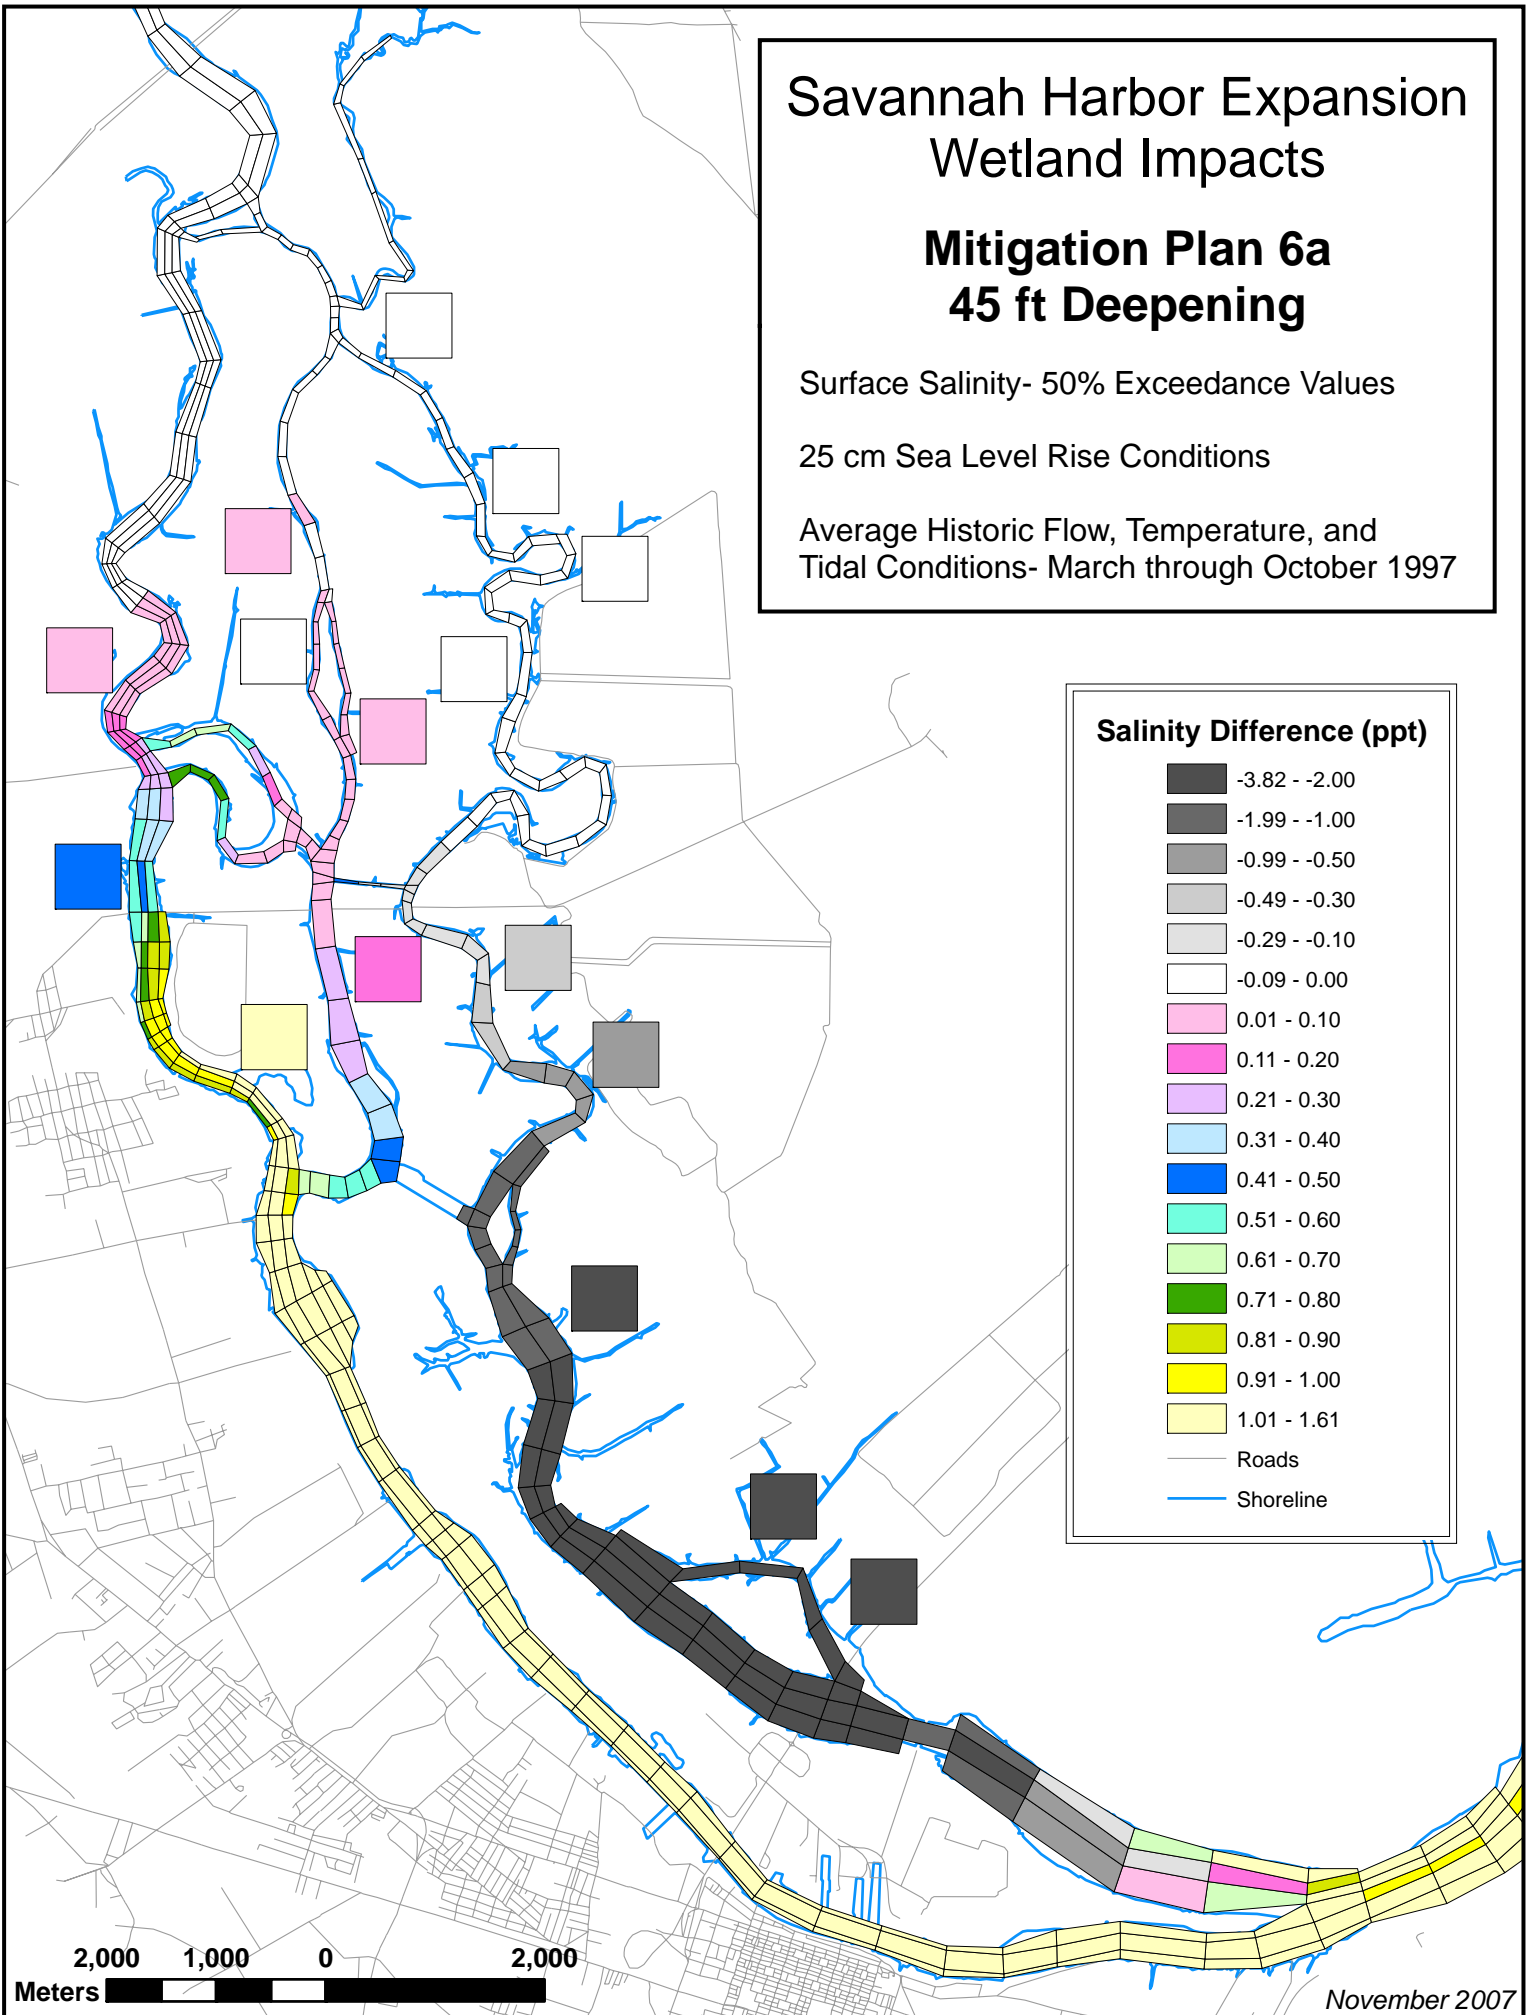 Savannah Harbor Expansion
Wetland Impacts
Mitigation Plan 6a
45 ft Deepening
Surface Salinity- 50% Exceedance Values
25 cm Sea Level Rise Conditions
Average Historic Flow, Temperature, and
Tidal Conditions- March through October 1997
Salinity Difference (ppt)
-3.82 - -2.00
-1.99 - -1.00
-0.99 - -0.50
-0.49 - -0.30
-0.29 - -0.10
-0.09 - 0.00
0.01 - 0.10
0.11 - 0.20
0.21 - 0.30
0.31 - 0.40
0.41 - 0.50
0.51 - 0.60
0.61 - 0.70
0.71 - 0.80
0.81 - 0.90
0.91 - 1.00
1.01 - 1.61
Roads
Shoreline
2,000 1,000 0 2,000
Meters
November 2007